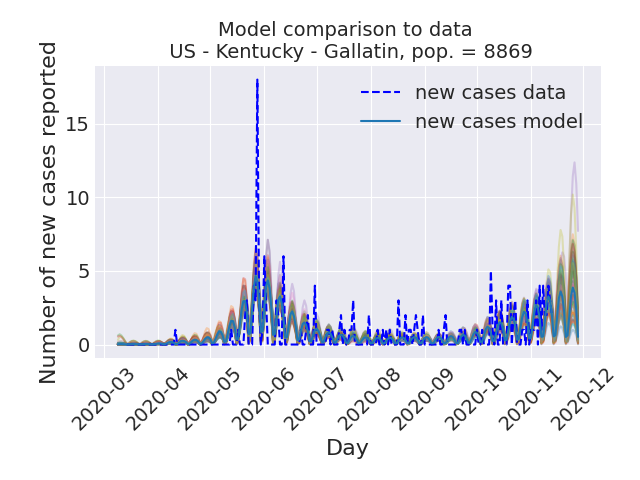 Model comparison to data
US - Kentucky - Gallatin, pop. = 8869
Number of new cases reported
15
10
5
0
new cases data
new cases model
2020-03
2020-04
2020-05
2020-06
2020-07
2020-08
2020-09
2020-10
2020-11
2020-12
Day